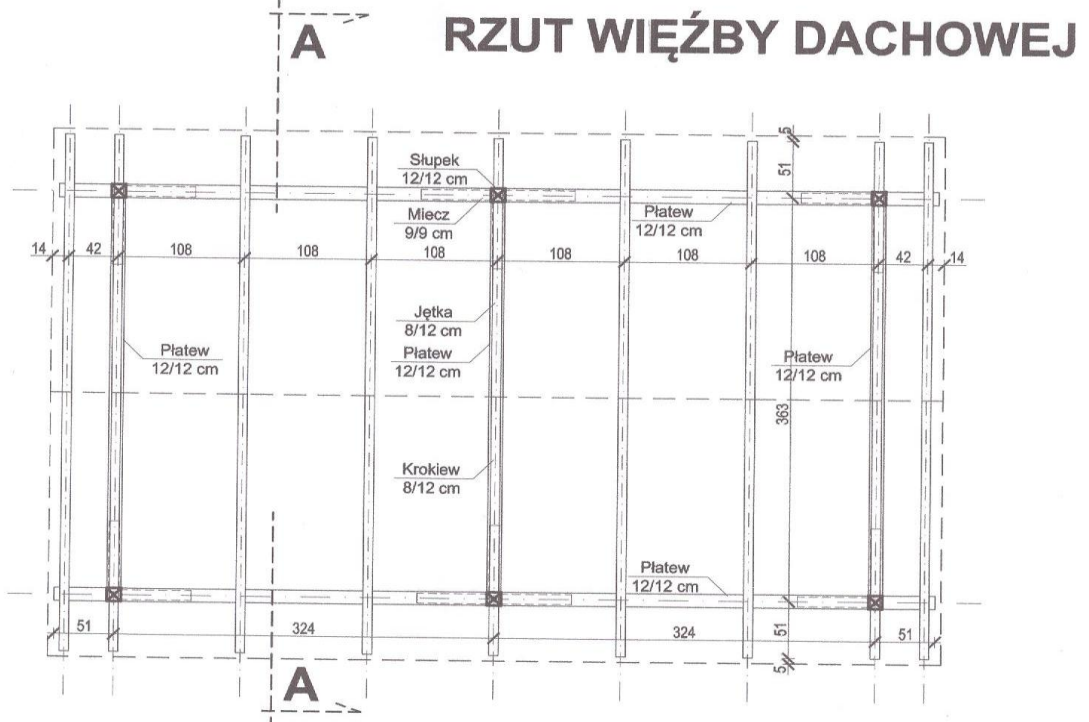 RZUT WIĘŹBY DACHOWEJ
A
5
51
Słupek
12/12 cm
Miecz
9/9 cm
Płatew
12/12 cm
14 42 108 108 108 108 108 108 42 14
Jętka
8/12 cm
Płatew
12/12 cm
Płatew
12/12 cm
Płatew
12/12 cm
363
Krokiew
8/12 cm
Płatew
12/12 cm
51 324 324 51 51
5
A